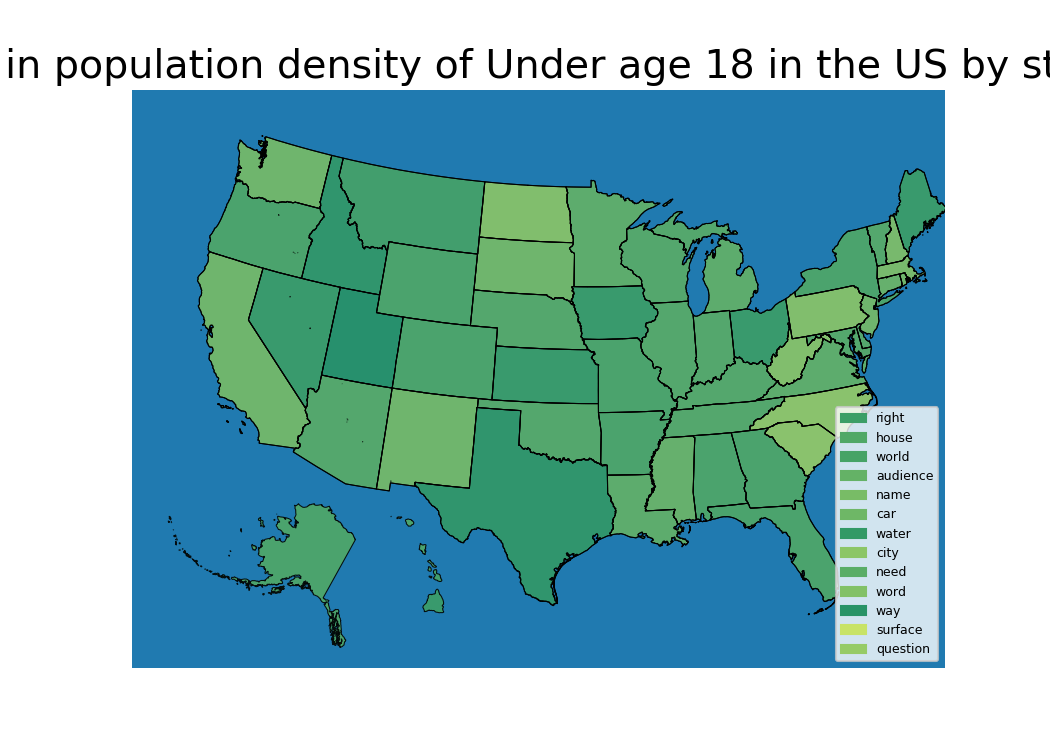 in population density of Under age 18 in the US by st
right
house
world
audience
name
car
water
city
need
word
way
surface
question